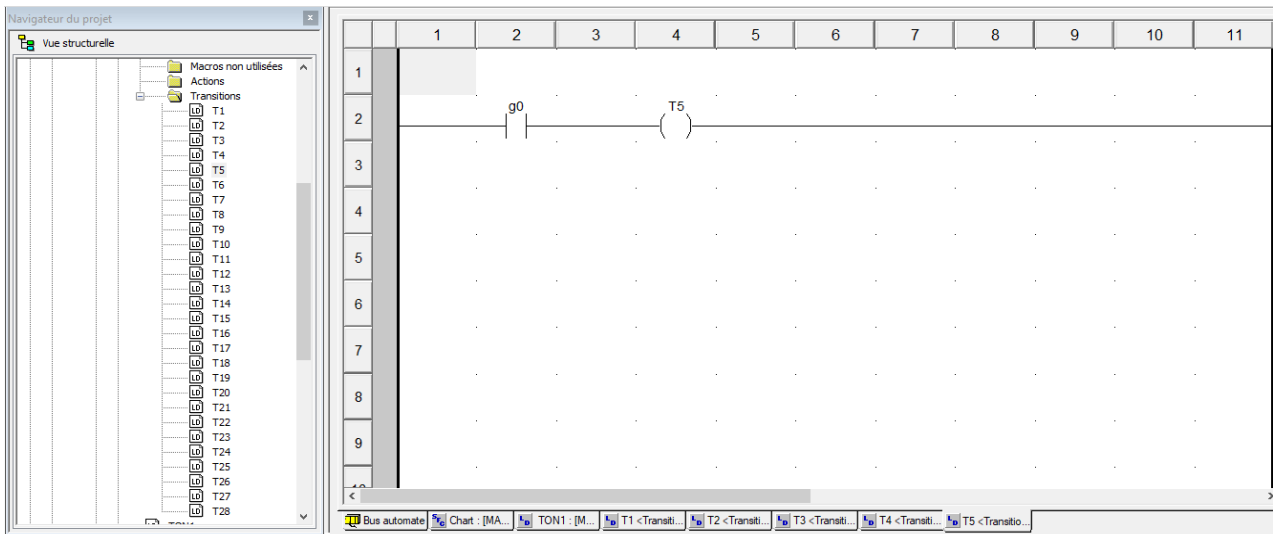 Navigateur du projet
Vue structurelle
Macros non utilisées
Actions
Transitions
T1
T2
T3
T4
T5
T6
T7
T8
T9
T10
T11
T12
T13
T14
T15
T16
T17
T18
T19
T20
T21
T22
T23
T24
T25
T26
T27
T28
1 2 3 4 5 6 7 8 9 10 11
1
g0 T5
2
3
4
5
6
7
8
9
Bus automate Chart : [MA... TON1 : [M... T1 <Transiti... T2 <Transiti... T3 <Transiti... T4 <Transiti... T5 <Transitio...